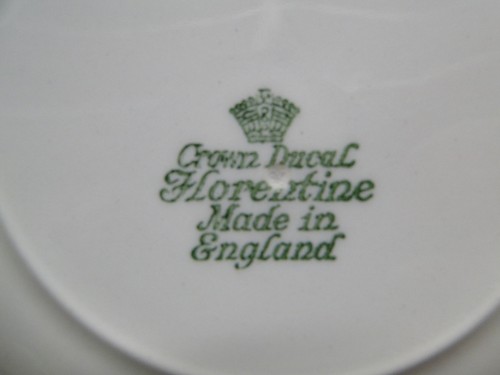 Crown Ducal
Florentine
Made in
England